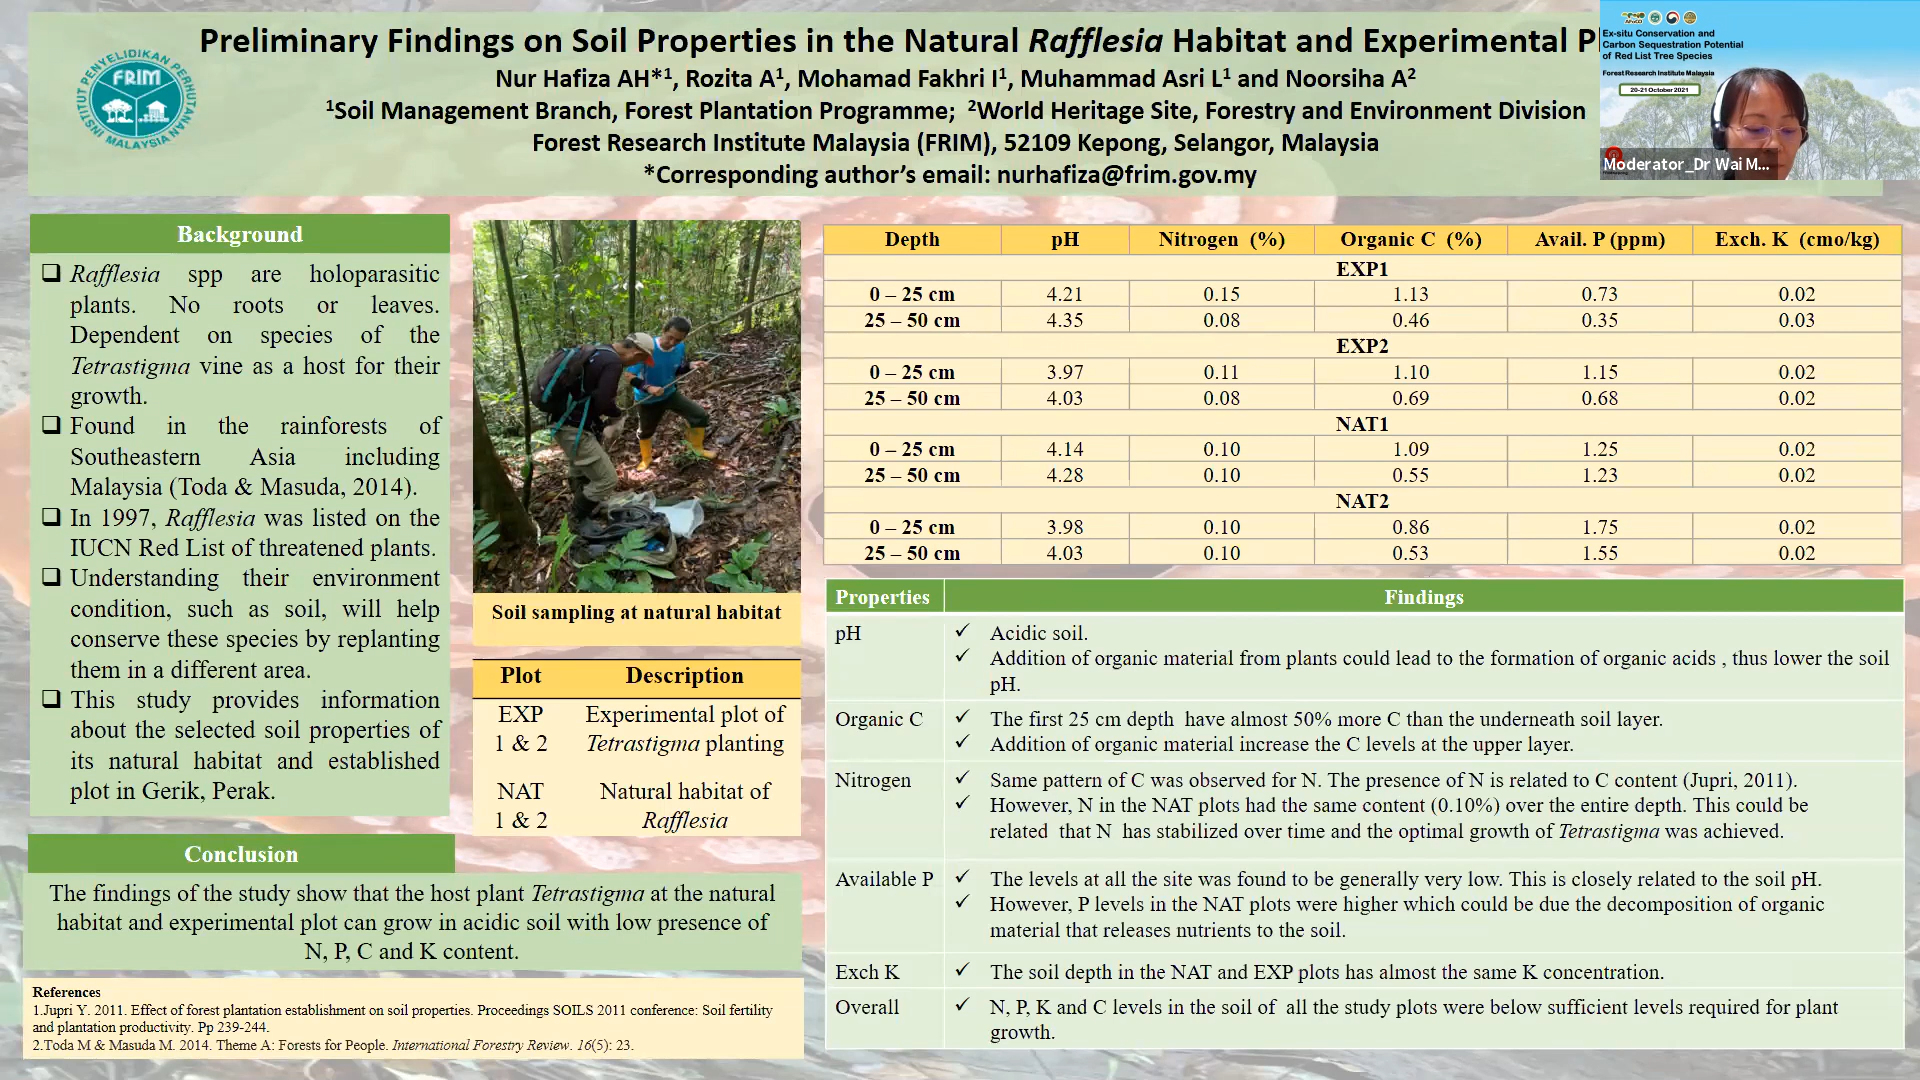 Preliminary Findings on Soil Properties in the Natural Rafflesia Habitat and Experimental P
Nur Hafiza AH*1, Rozita A1, Mohamad Fakhri I1, Muhammad Asri L1 and Noorsiha A2
1Soil Management Branch, Forest Plantation Programme; 2World Heritage Site, Forestry and Environment Division
Forest Research Institute Malaysia (FRIM), 52109 Kepong, Selangor, Malaysia
*Corresponding author's email: nurhafiza@frim.gov.my
INSTITUT PENYELIDIKAN PERHUTANAN MALAYSIA
FRIM
Ex-situ Conservation and
Carbon Sequestration Potential
of Red List Tree Species
Forest Research Institute Malaysia
20-21 October 2021
Moderator_Dr Wai M...
Background
❑ Rafflesia spp are holoparasitic
plants. No roots or leaves.
Dependent on species of the
Tetrastigma vine as a host for their
growth.
❑ Found in the rainforests of
Southeastern Asia including
Malaysia (Toda & Masuda, 2014).
❑ In 1997, Rafflesia was listed on the
IUCN Red List of threatened plants.
❑ Understanding their environment
condition, such as soil, will help
conserve these species by replanting
them in a different area.
❑ This study provides information
about the selected soil properties of
its natural habitat and established
plot in Gerik, Perak.
Conclusion
The findings of the study show that the host plant Tetrastigma at the natural
habitat and experimental plot can grow in acidic soil with low presence of
N, P, C and K content.
References
1.Jupri Y. 2011. Effect of forest plantation establishment on soil properties. Proceedings SOILS 2011 conference: Soil fertility
and plantation productivity. Pp 239-244.
2.Toda M & Masuda M. 2014. Theme A: Forests for People. International Forestry Review. 16(5): 23.
Soil sampling at natural habitat
Plot Description
EXP Experimental plot of
1 & 2 Tetrastigma planting
NAT Natural habitat of
1 & 2 Rafflesia
Depth pH Nitrogen (%) Organic C (%) Avail. P (ppm) Exch. K (cmo/kg)
EXP1
0 – 25 cm 4.21 0.15 1.13 0.73 0.02
25 – 50 cm 4.35 0.08 0.46 0.35 0.03
EXP2
0 – 25 cm 3.97 0.11 1.10 1.15 0.02
25 – 50 cm 4.03 0.08 0.69 0.68 0.02
NAT1
0 – 25 cm 4.14 0.10 1.09 1.25 0.02
25 – 50 cm 4.28 0.10 0.55 1.23 0.02
NAT2
0 – 25 cm 3.98 0.10 0.86 1.75 0.02
25 – 50 cm 4.03 0.10 0.53 1.55 0.02
Properties Findings
pH ✓ Acidic soil.
✓ Addition of organic material from plants could lead to the formation of organic acids , thus lower the soil
pH.
Organic C ✓ The first 25 cm depth have almost 50% more C than the underneath soil layer.
✓ Addition of organic material increase the C levels at the upper layer.
Nitrogen ✓ Same pattern of C was observed for N. The presence of N is related to C content (Jupri, 2011).
✓ However, N in the NAT plots had the same content (0.10%) over the entire depth. This could be
related that N has stabilized over time and the optimal growth of Tetrastigma was achieved.
Available P ✓ The levels at all the site was found to be generally very low. This is closely related to the soil pH.
✓ However, P levels in the NAT plots were higher which could be due the decomposition of organic
material that releases nutrients to the soil.
Exch K ✓ The soil depth in the NAT and EXP plots has almost the same K concentration.
Overall ✓ N, P, K and C levels in the soil of all the study plots were below sufficient levels required for plant
growth.